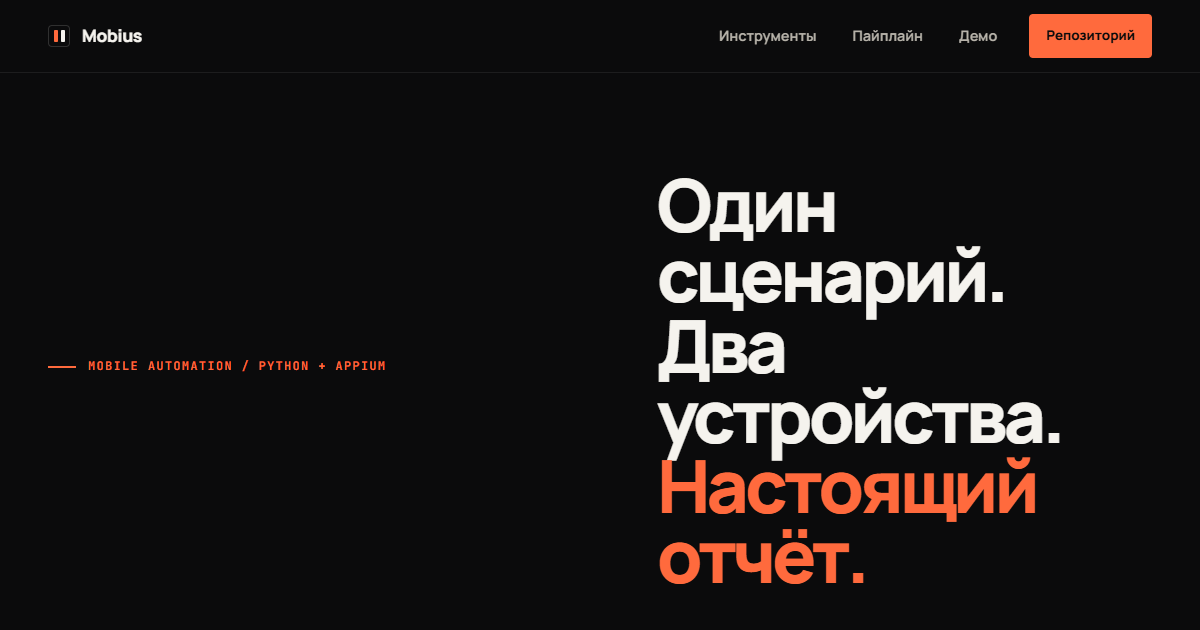 Mobius
Инструменты
Пайплайн
Демо
Репозиторий
MOBILE AUTOMATION / PYTHON + APPIUM
Один
сценарий.
Два
устройства.
Настоящий
отчёт.